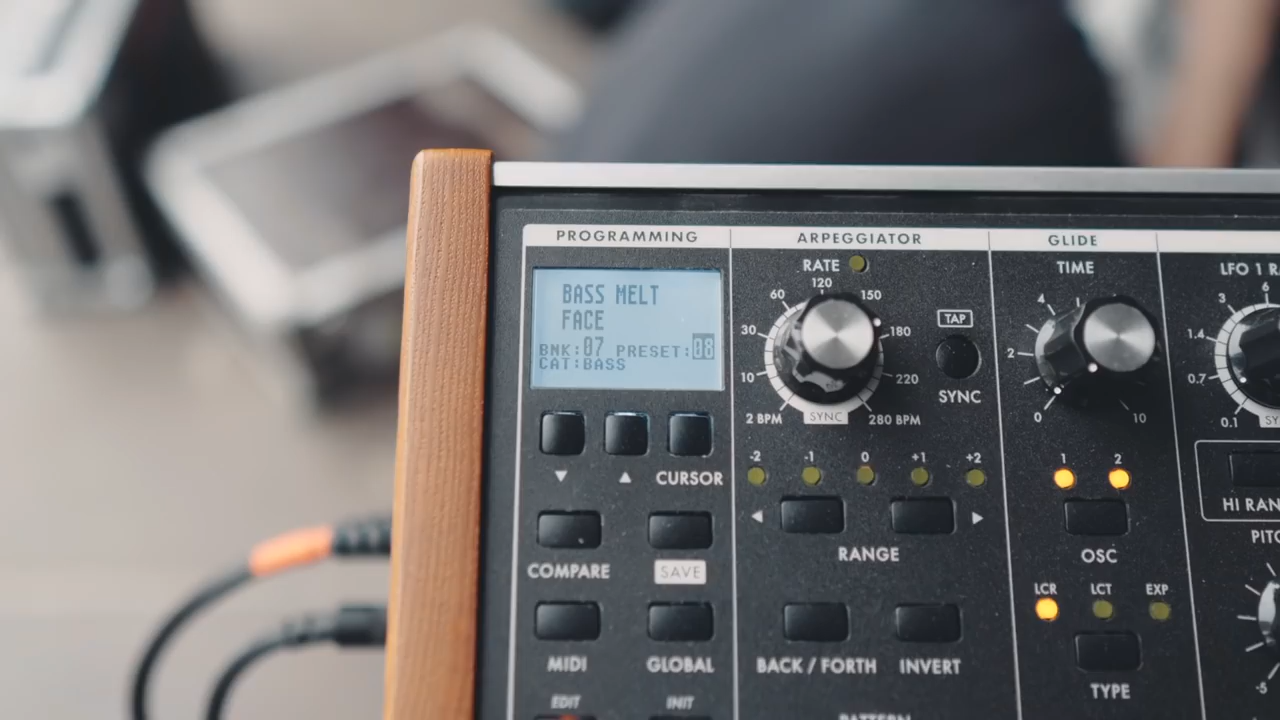 PROGRAMMING
BASS MELT
FACE
BNK:07 PRESET:08
CAT:BASS
CURSOR
COMPARE
SAVE
MIDI
GLOBAL
EDIT
INIT
ARPEGGIATOR
RATE
120
60
150
30
180
10
220
2 BPM
SYNC
280 BPM
TAP
SYNC
-2 -1 0 +1 +2
RANGE
BACK / FORTH
INVERT
PATTERN
GLIDE
TIME
4
2
0
10
1 2
OSC
LCR LCT EXP
TYPE
LFO 1 R
6
3
1.4
0.7
0.1
SY
HI RAN
PITC
-5